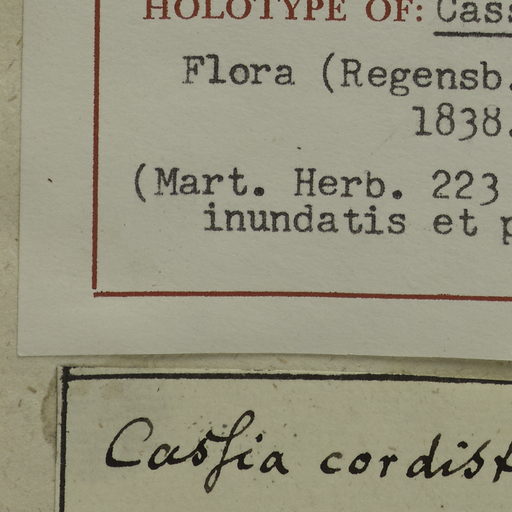 HOLOTYPE OF: Cass
Flora (Regensb.
1838.
(Mart. Herb. 223
inundatis et p
Cassia cordist